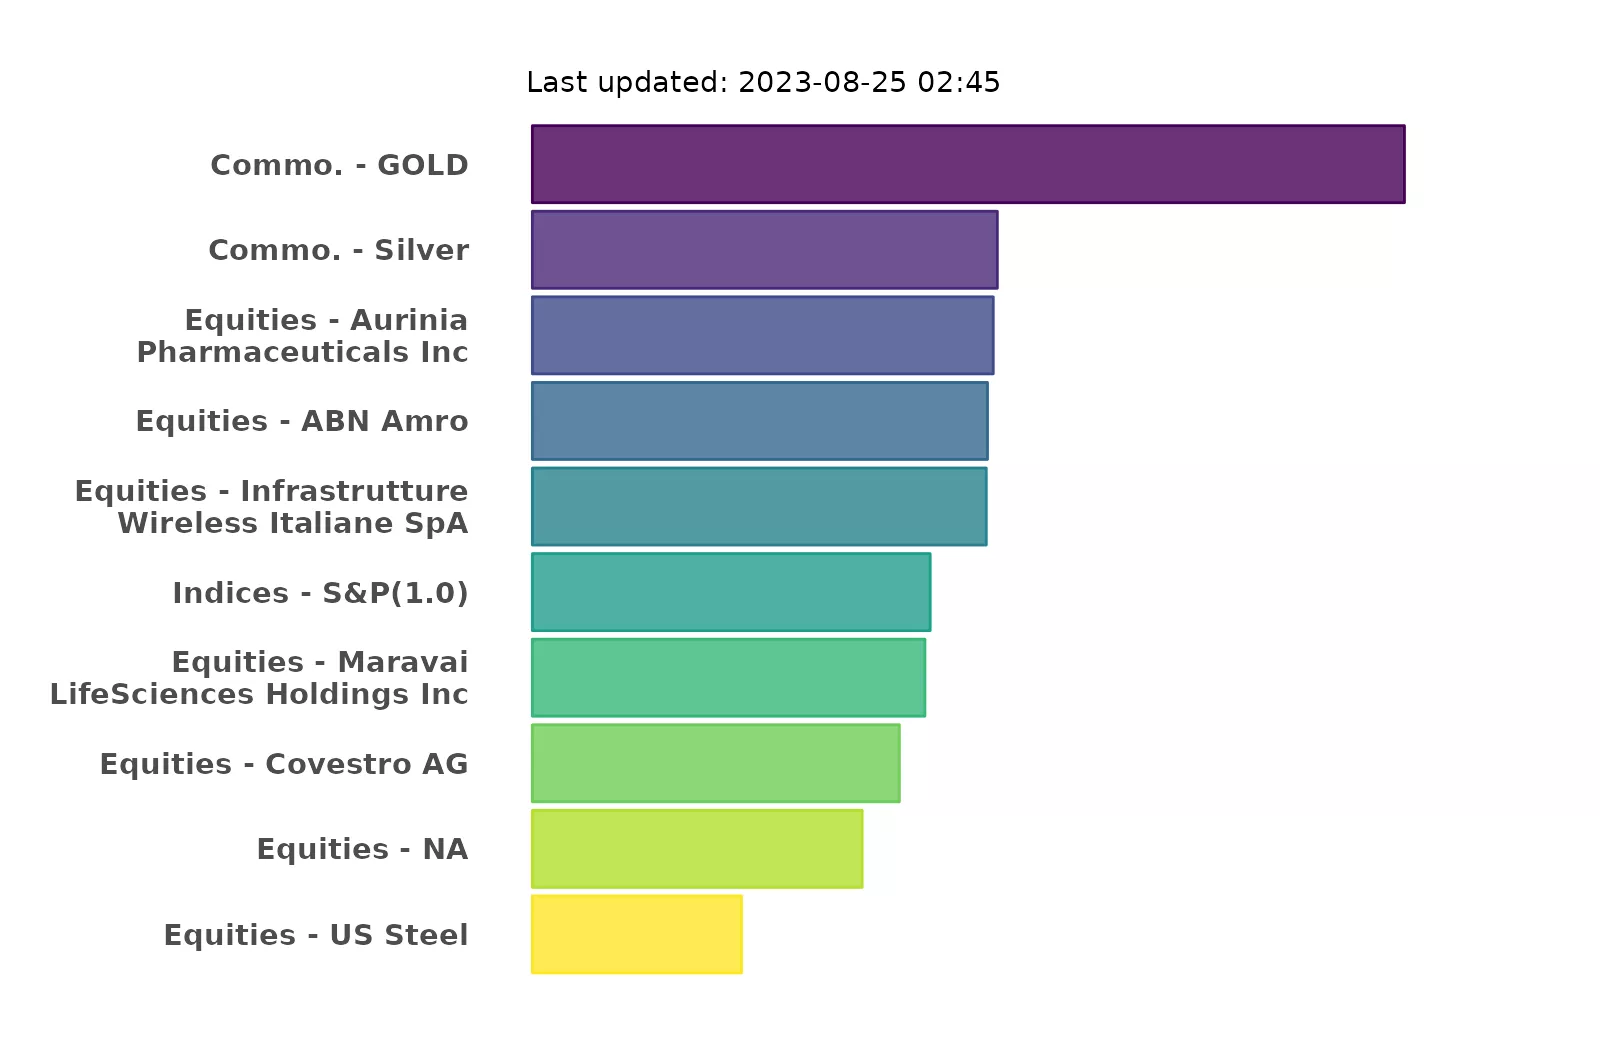 Last updated: 2023-08-25 02:45
Commo. - GOLD
Commo. - Silver
Equities - Aurinia
Pharmaceuticals Inc
Equities - ABN Amro
Equities - Infrastrutture
Wireless Italiane SpA
Indices - S&P(1.0)
Equities - Maravai
LifeSciences Holdings Inc
Equities - Covestro AG
Equities - NA
Equities - US Steel